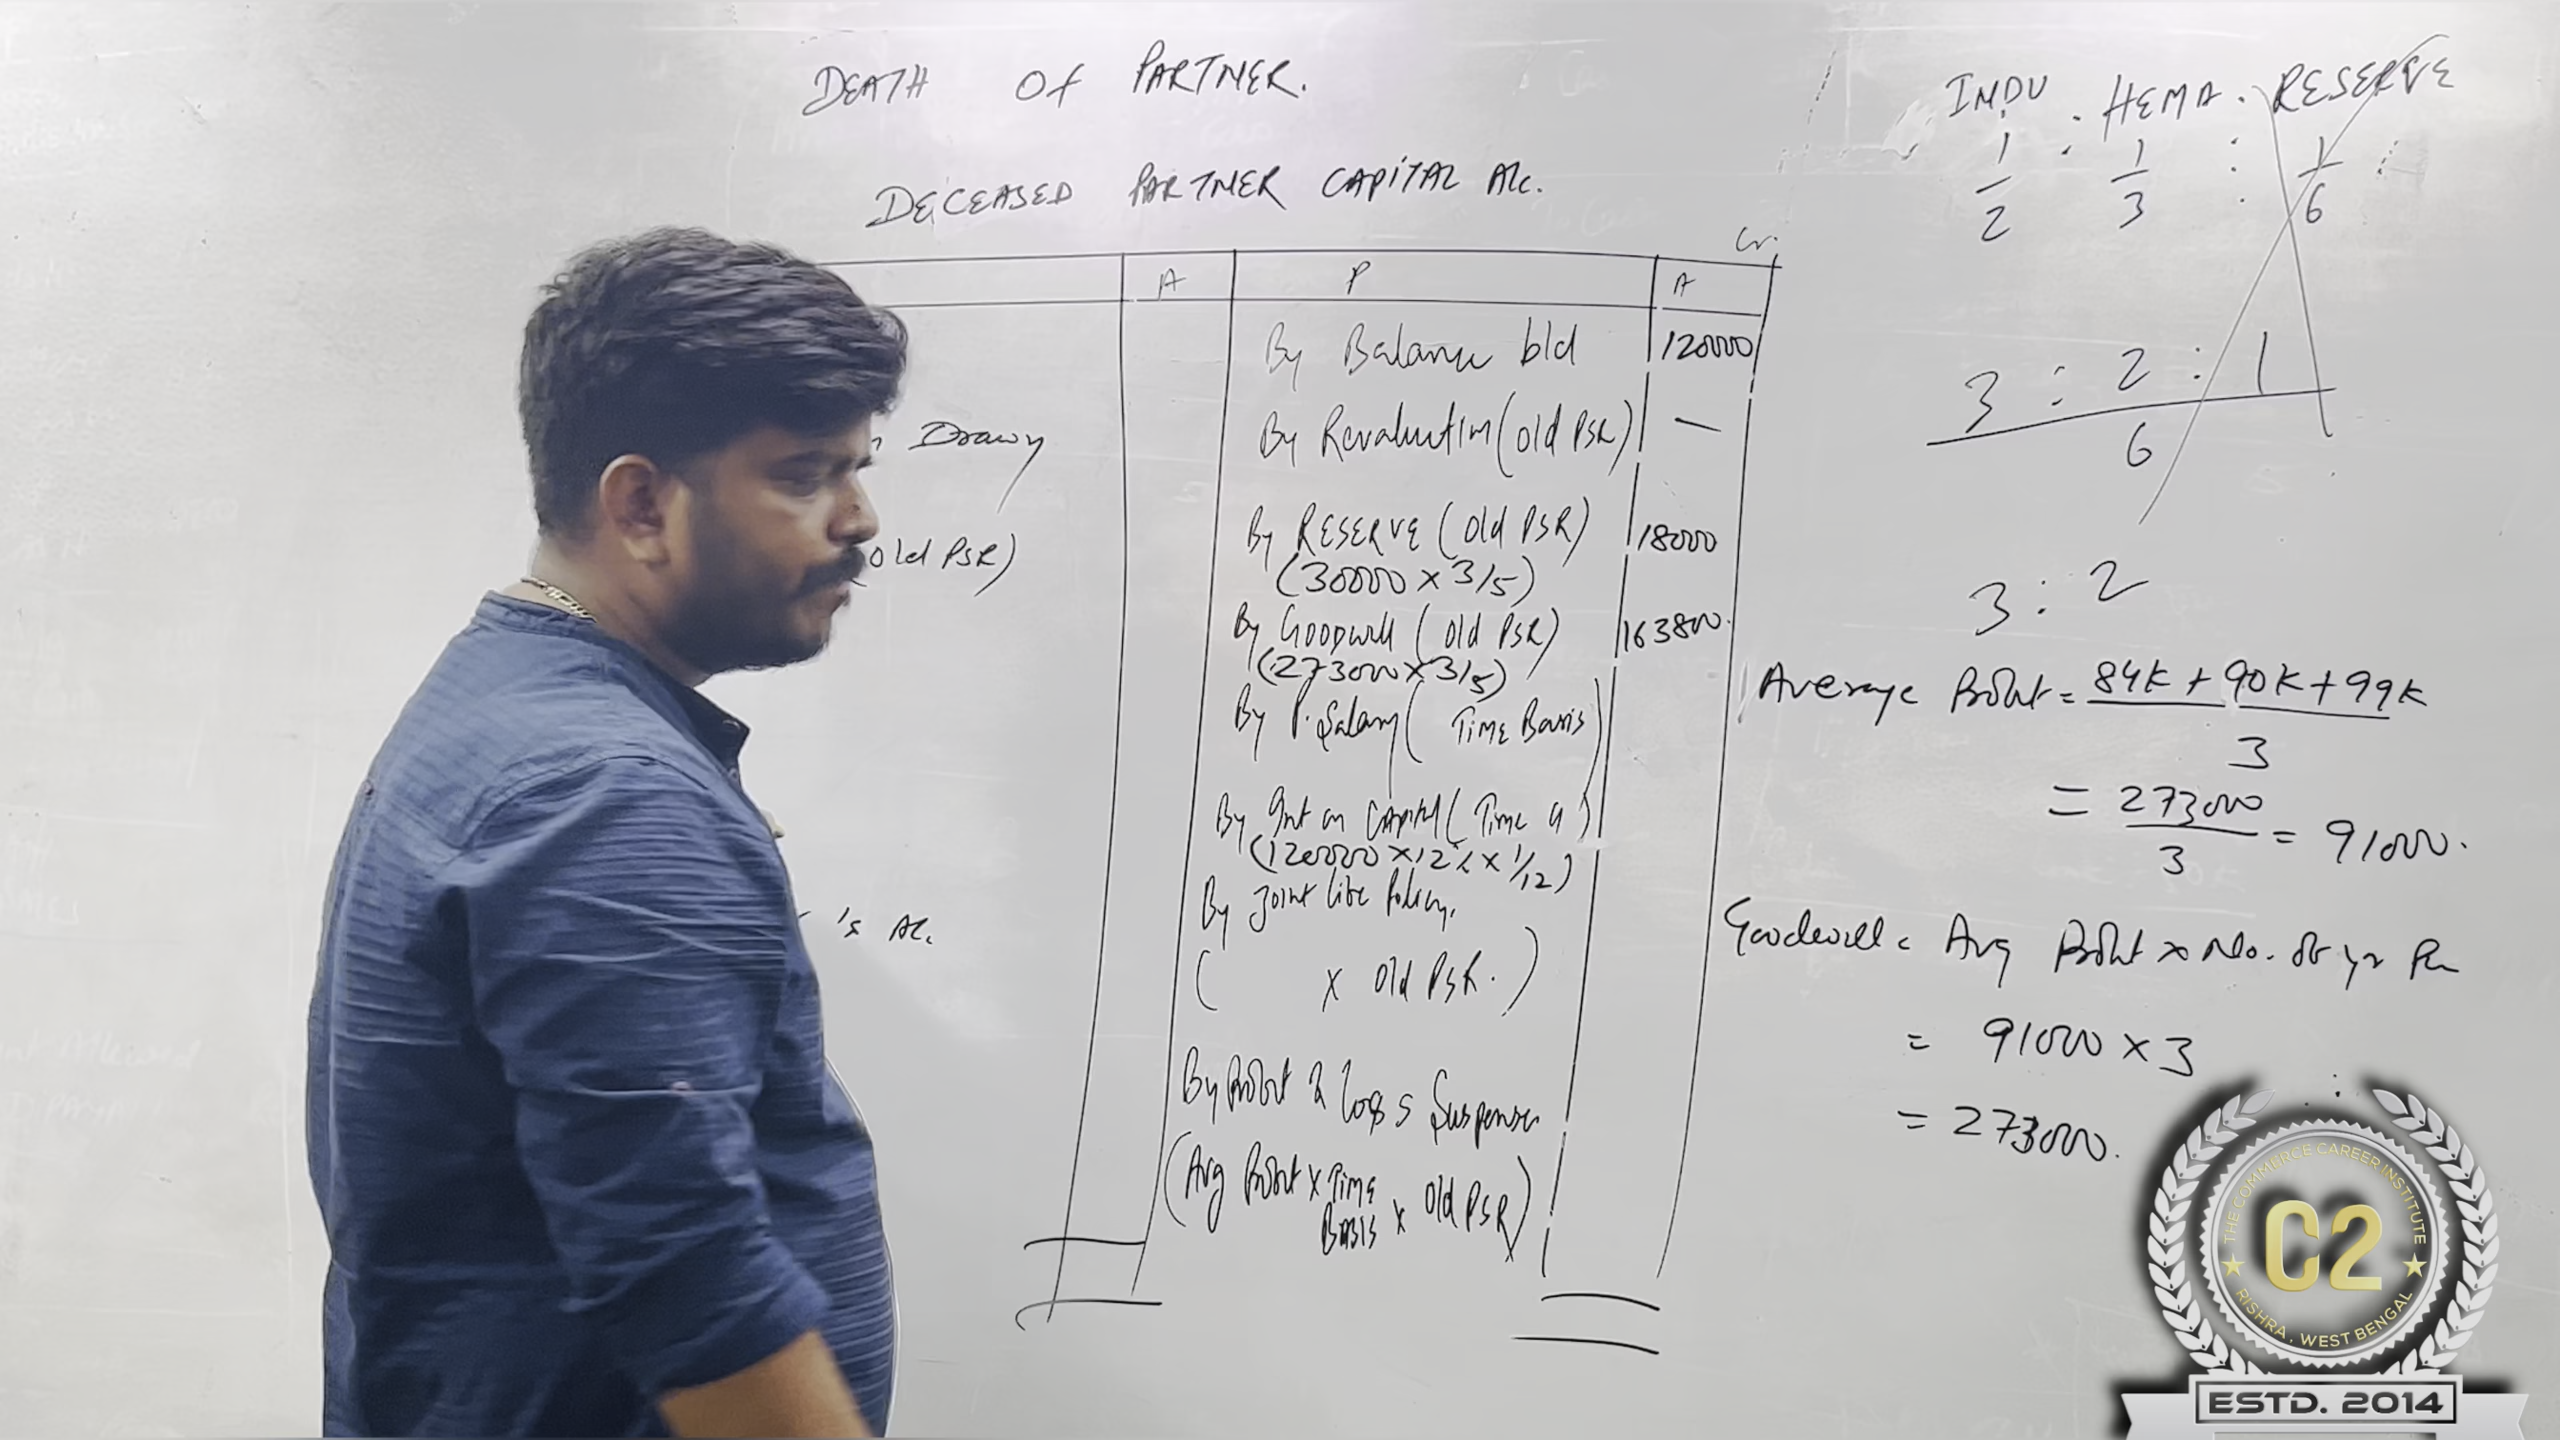 DEATH OF PARTNER.
DECEASED PARTNER CAPITAL A/c.
Cr.
A P A
By Balance b/d 120000
By Revaluation (old PSR) —
By RESERVE (old PSR) 18000
(30000 x 3/5)
By Goodwill (old PSR) 163800.
(273000 x 3/5)
By P. Salary (Time Basis)
By Int on Capital (Time
(120000 x 12% x 1/12)
By Joint Life Policy.
( x old PSR.)
By Profit & Loss Suspense
(Avg Profit x Time Basis x old PSR)
Drawg
old PSR)
's A/c.
INDU : HEMA : RESERVE
1/2 : 1/3 : 1/6
3 : 2 : 1
6
3 : 2
Average Profit = 84K + 90K + 99K
3
= 273000 = 91000.
3
Goodwill = Avg Profit x No. of yr Pur
= 91000 x 3
= 273000.
THE COMMERCE CAREER INSTITUTE
C2
RISHRA, WEST BENGAL
ESTD. 2014